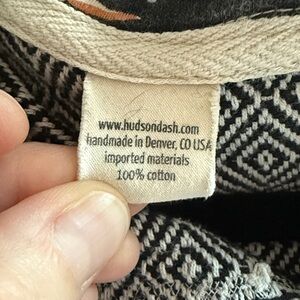 www.hudsondash.com
handmade in Denver, CO USA
imported materials
100% cotton